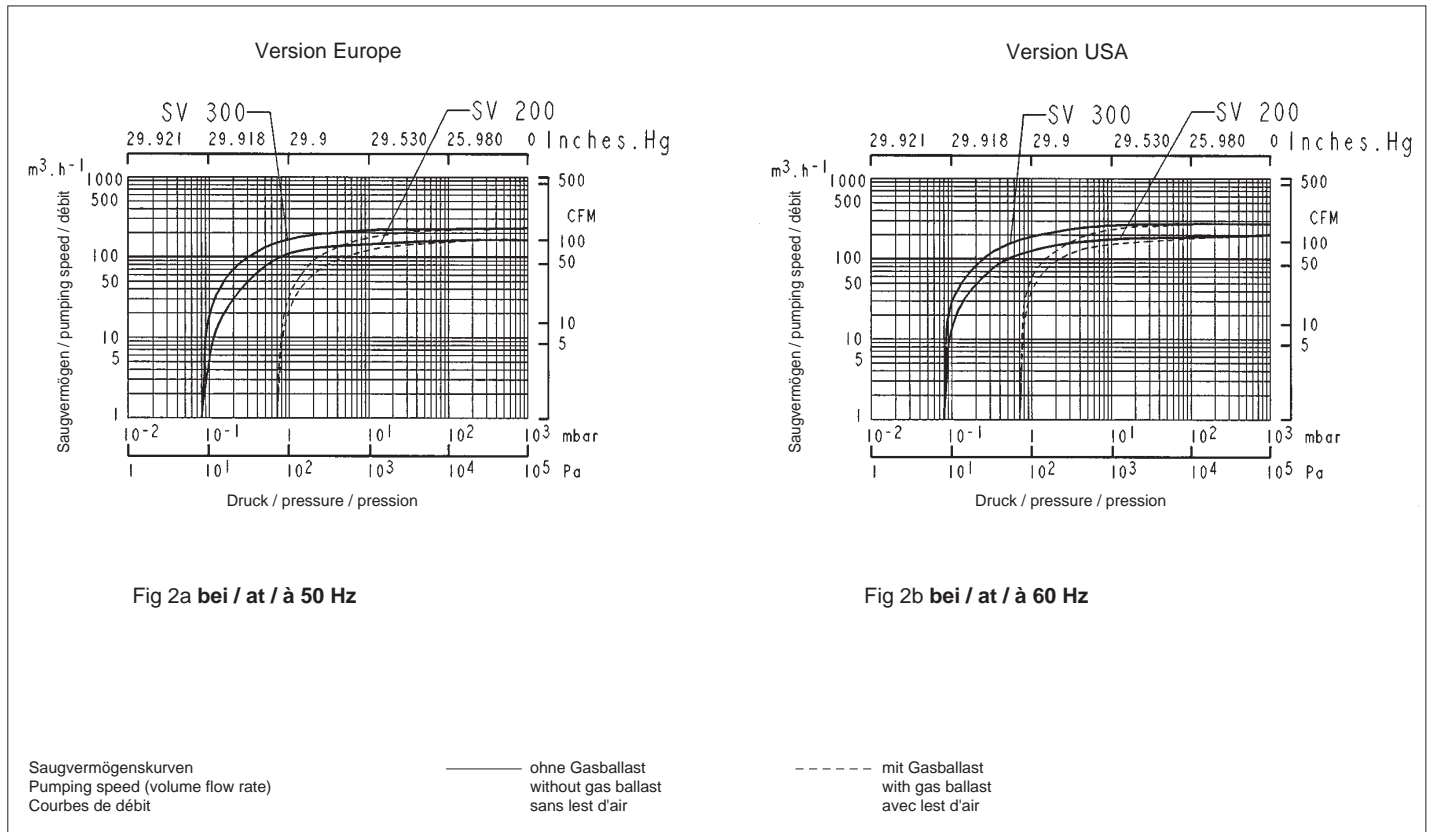 Version Europe
SV 300
SV 200
29.921 29.918 29.9 29.530 25.980 0 Inches.Hg
m³.h-1
1000
500
100
50
10
5
1
Saugvermögen / pumping speed / débit
500
CFM
100
50
10
5
10-2 10-1 1 10¹ 10² 10³ mbar
1 10¹ 10² 10³ 10⁴ 10⁵ Pa
Druck / pressure / pression
Fig 2a bei / at / à 50 Hz
Version USA
SV 300
SV 200
29.921 29.918 29.9 29.530 25.980 0 Inches.Hg
m³.h-1
1000
500
100
50
10
5
1
Saugvermögen / pumping speed / débit
500
CFM
100
50
10
5
10-2 10-1 1 10¹ 10² 10³ mbar
1 10¹ 10² 10³ 10⁴ 10⁵ Pa
Druck / pressure / pression
Fig 2b bei / at / à 60 Hz
Saugvermögenskurven
Pumping speed (volume flow rate)
Courbes de débit
ohne Gasballast
without gas ballast
sans lest d'air
mit Gasballast
with gas ballast
avec lest d'air